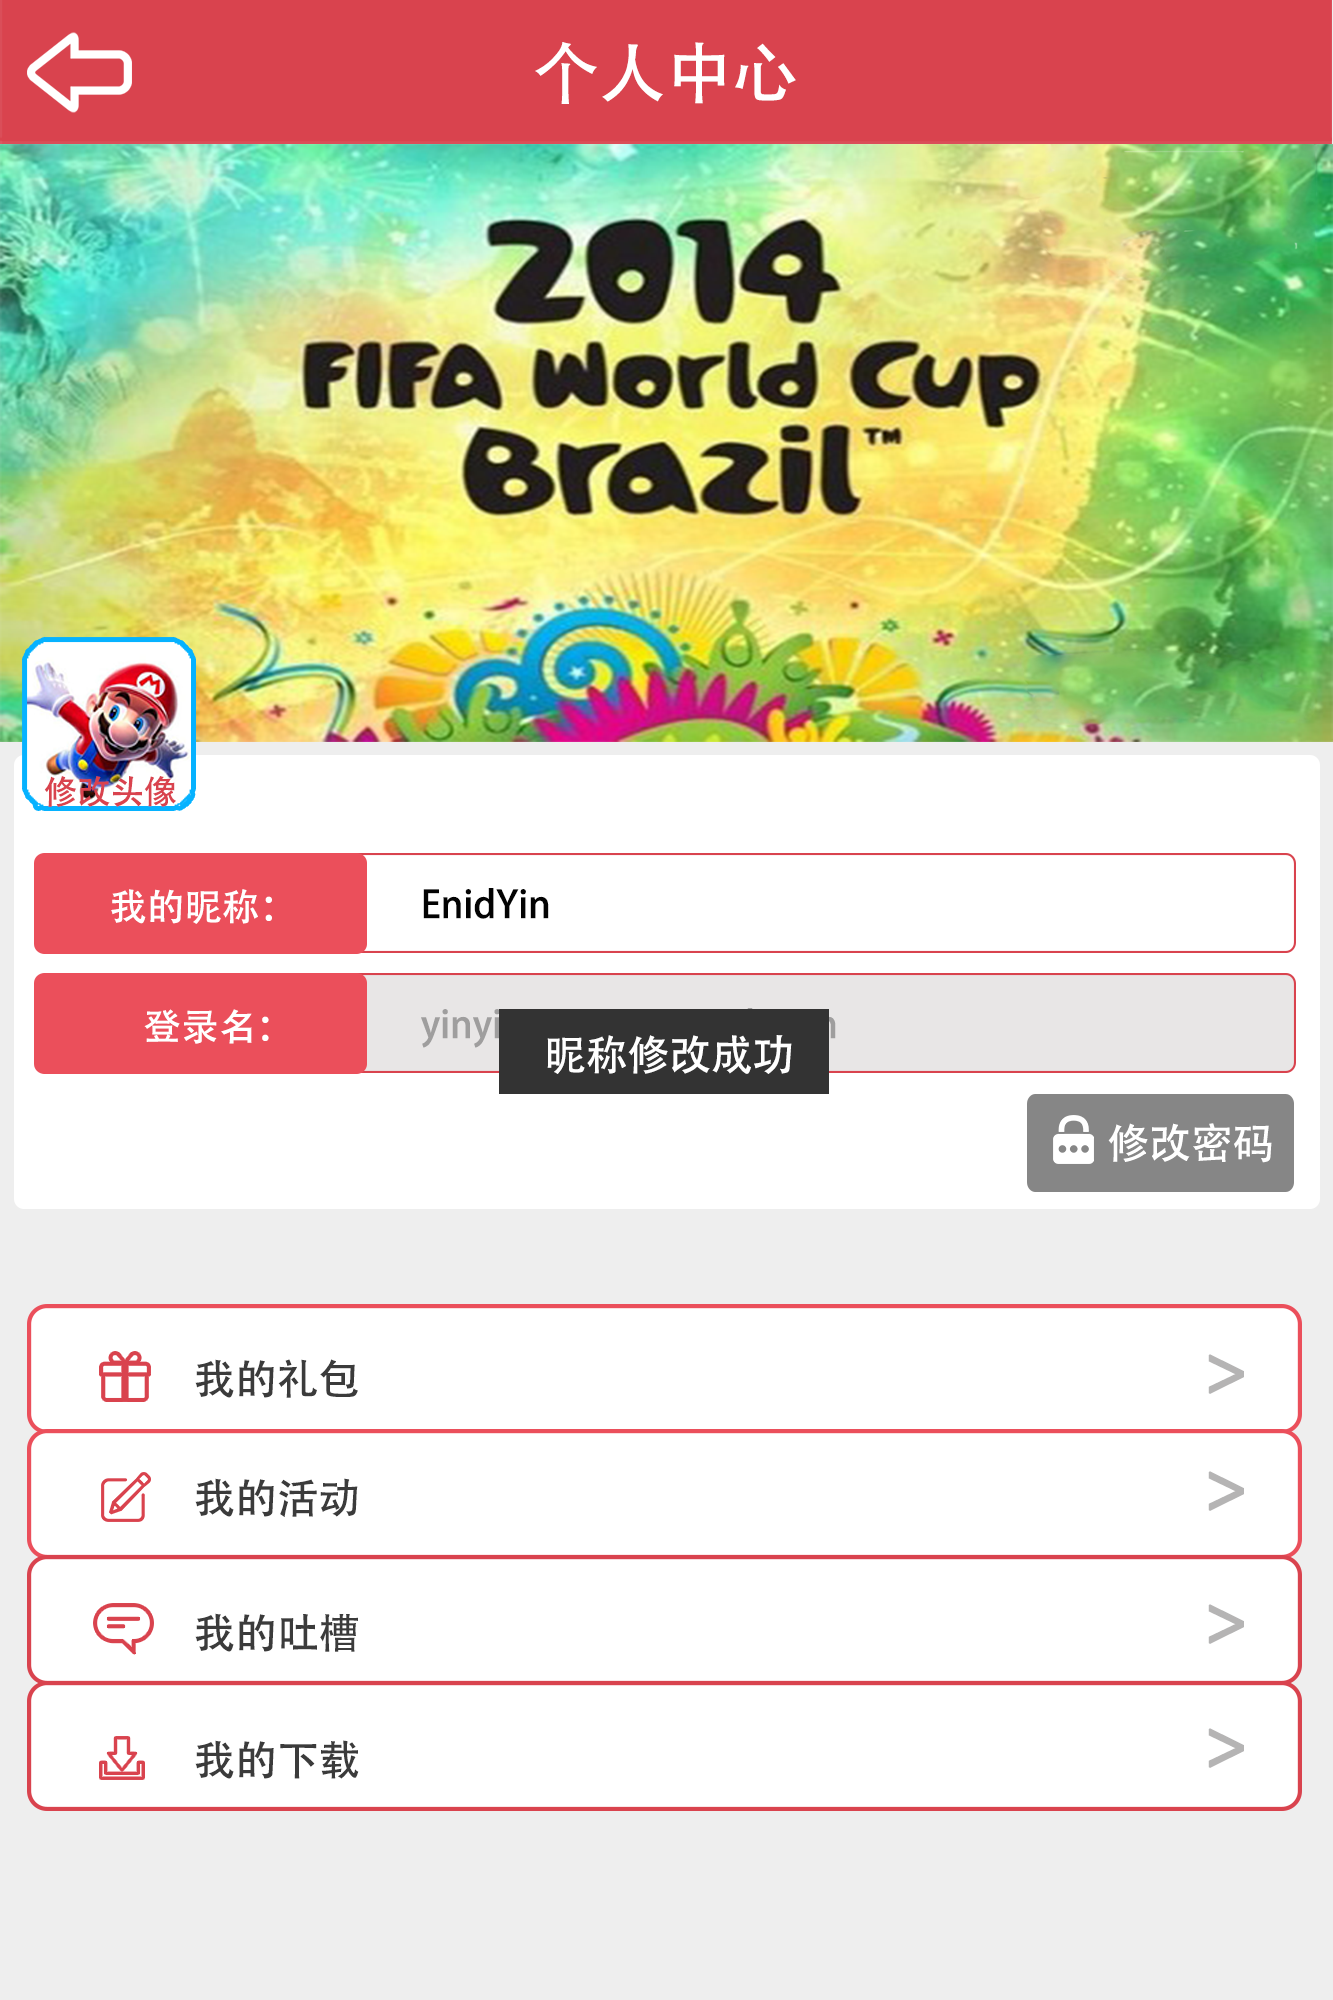 个人中心
2014
FIFA World Cup
Brazil™
修改头像
我的昵称：
EnidYin
登录名：
昵称修改成功
修改密码
我的礼包
>
我的活动
>
我的吐槽
>
我的下载
>